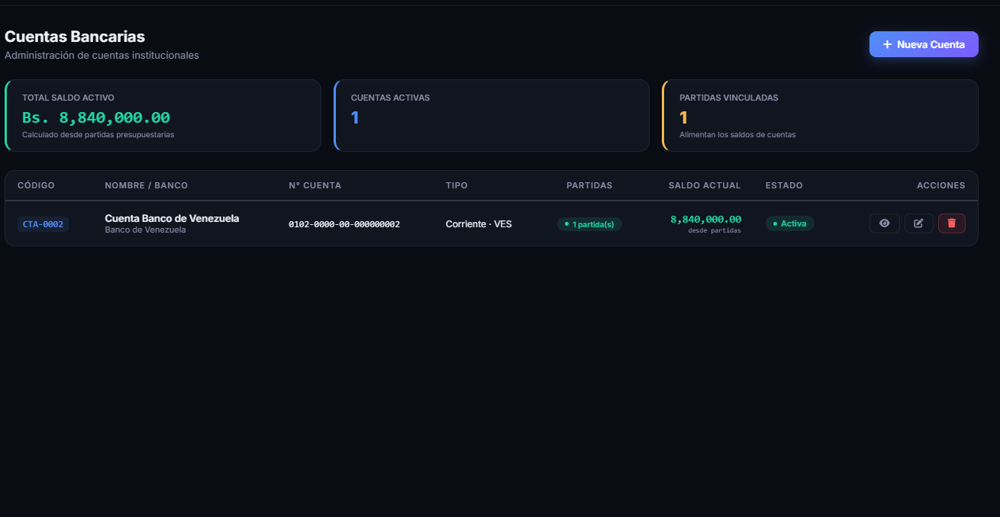 Cuentas Bancarias
Administración de cuentas institucionales
+ Nueva Cuenta
TOTAL SALDO ACTIVO
Bs. 8,840,000.00
Calculado desde partidas presupuestarias
CUENTAS ACTIVAS
1
PARTIDAS VINCULADAS
1
Alimentan los saldos de cuentas
CÓDIGO NOMBRE / BANCO N° CUENTA TIPO PARTIDAS SALDO ACTUAL ESTADO ACCIONES
CTA-0002 Cuenta Banco de Venezuela 0102-0000-00-000000002 Corriente · VES • 1 partida(s) 8,840,000.00 • Activa
Banco de Venezuela desde partidas